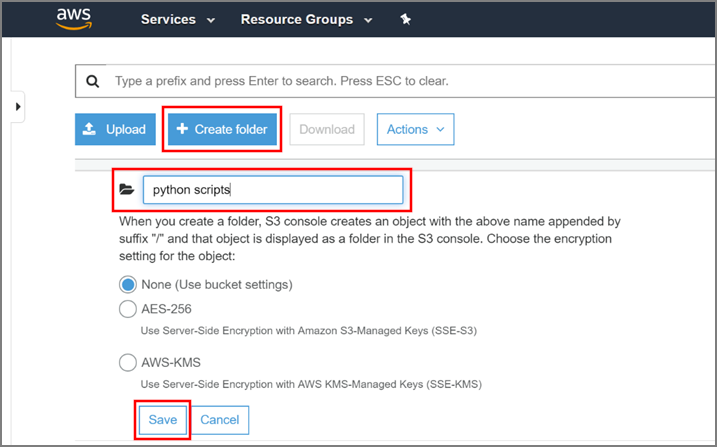 aws Services Resource Groups
Type a prefix and press Enter to search. Press ESC to clear.
Upload Create folder Download Actions
python scripts
When you create a folder, S3 console creates an object with the above name appended by
suffix "/" and that object is displayed as a folder in the S3 console. Choose the encryption
setting for the object:
None (Use bucket settings)
AES-256
Use Server-Side Encryption with Amazon S3-Managed Keys (SSE-S3)
AWS-KMS
Use Server-Side Encryption with AWS KMS-Managed Keys (SSE-KMS)
Save Cancel